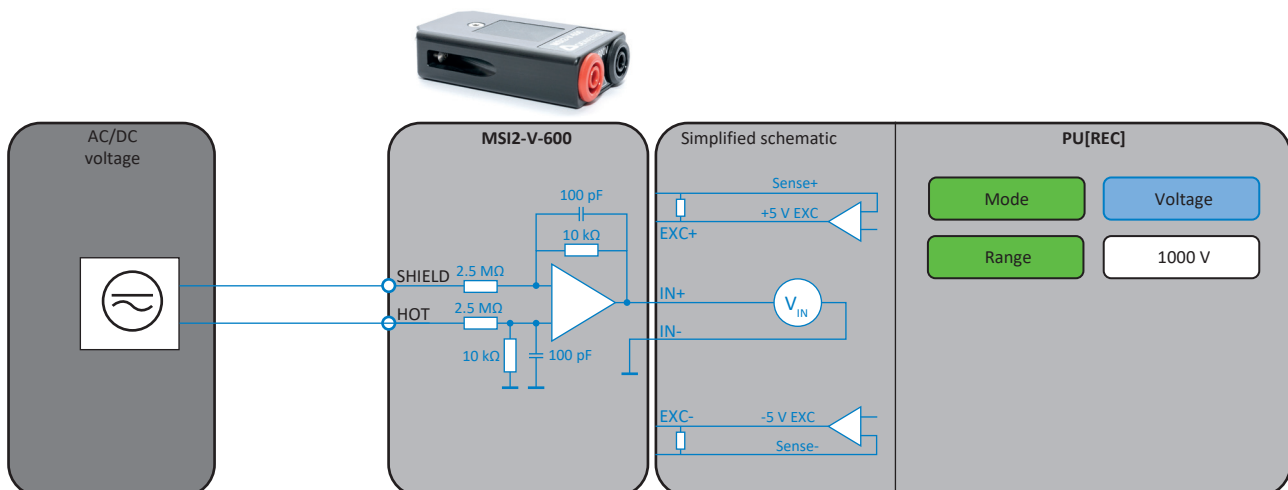 AC/DC
voltage
MSI2-V-600
Simplified schematic
PU[REC]
100 pF
Sense+
Mode
Voltage
+5 V EXC
10 kΩ
EXC+
Range
1000 V
SHIELD
2.5 MΩ
IN+
HOT
2.5 MΩ
V IN
IN-
10 kΩ
100 pF
EXC-
-5 V EXC
Sense-